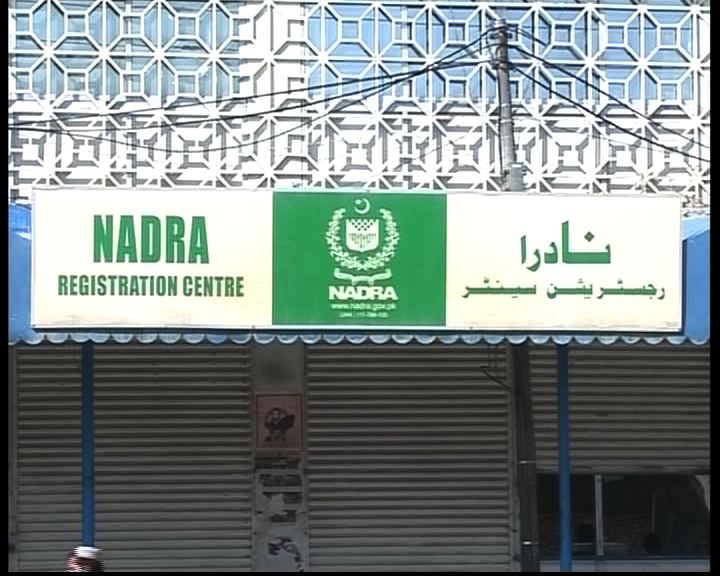 NADRA
REGISTRATION CENTRE
NADRA
www.nadra.gov.pk
نادرا
رجسٹریشن سینٹر